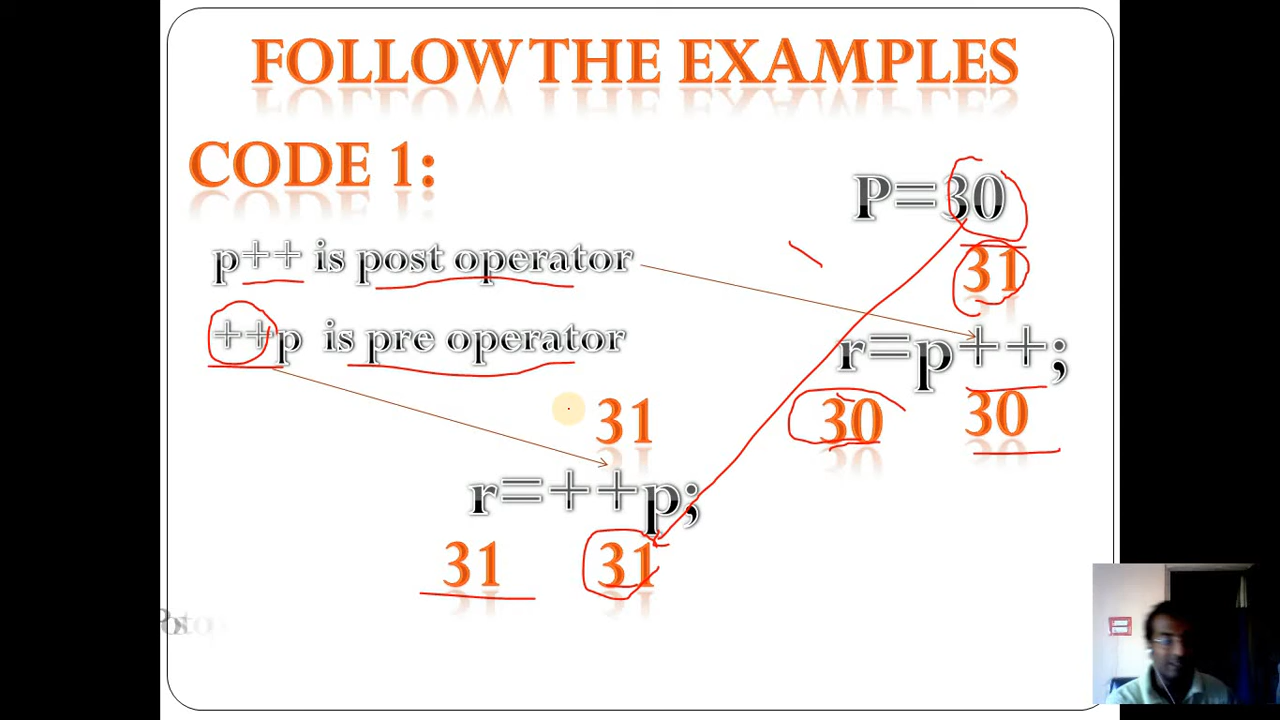 FOLLOW THE EXAMPLES
CODE 1:
P=30
31
p++ is post operator
++p is pre operator
r=p++;
30 30
31
r=++p;
31 31